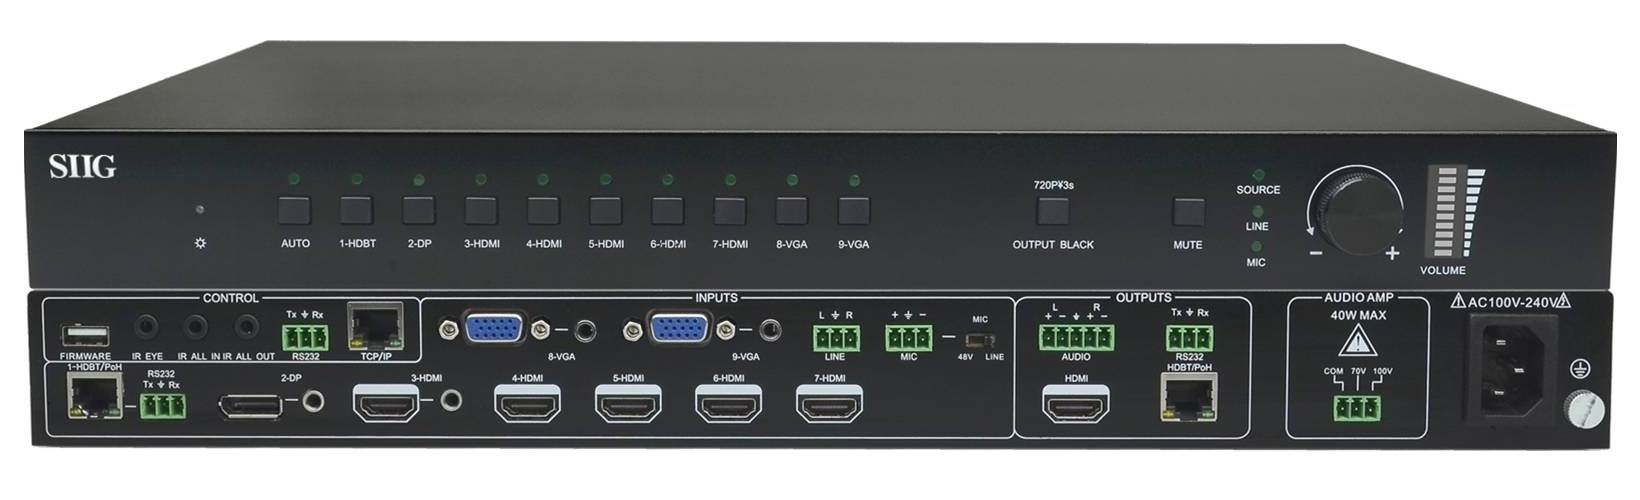 SIIG
720P¥3s
SOURCE
LINE
MIC
AUTO 1-HDBT 2-DP 3-HDMI 4-HDMI 5-HDMI 6-HDMI 7-HDMI 8-VGA 9-VGA OUTPUT BLACK MUTE
- +
VOLUME
CONTROL
Tx Rx
FIRMWARE IR EYE IR ALL IN IR ALL OUT RS232 TCP/IP
INPUTS
8-VGA 9-VGA
L R
LINE
+ -
MIC
MIC
48V LINE
1-HDBT/PoH
RS232
Tx Rx
2-DP 3-HDMI 4-HDMI 5-HDMI 6-HDMI 7-HDMI
OUTPUTS
L R
+ - + -
AUDIO
Tx Rx
RS232
HDMI
HDBT/PoH
AUDIO AMP
40W MAX
COM 70V 100V
AC100V-240V